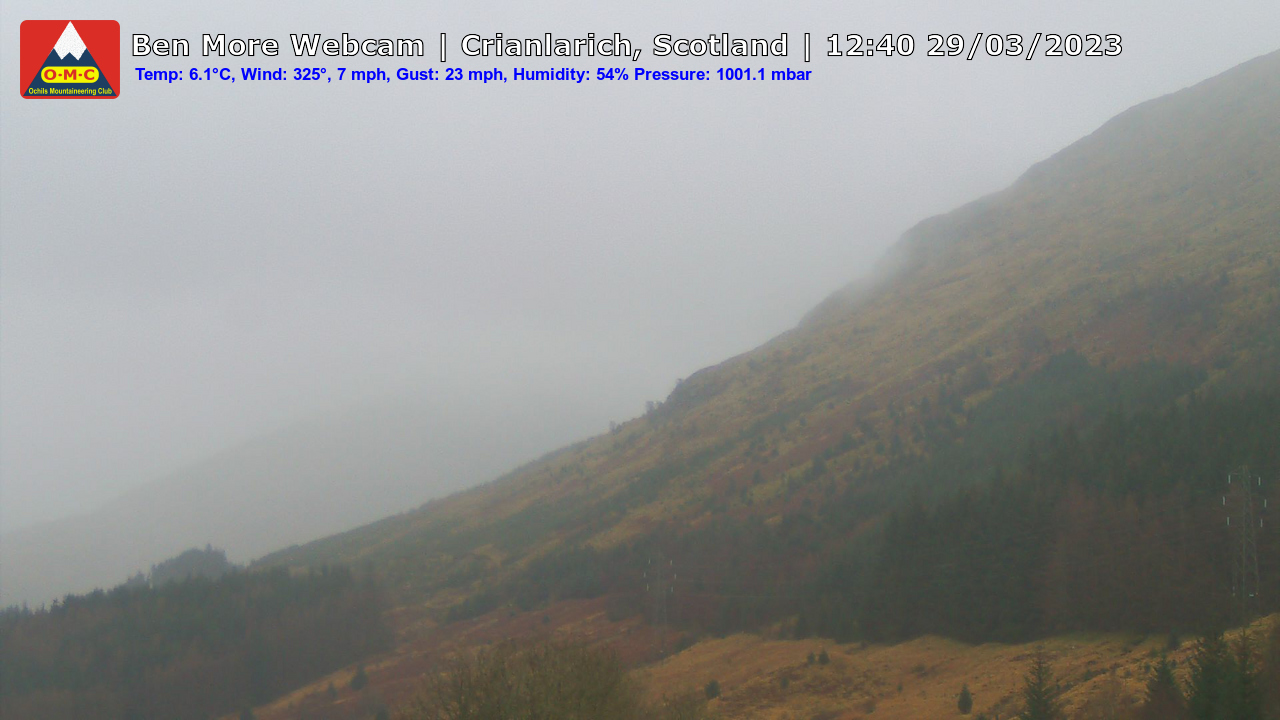 Ben More Webcam | Crianlarich, Scotland | 12:40 29/03/2023
Temp: 6.1°C, Wind: 325°, 7 mph, Gust: 23 mph, Humidity: 54% Pressure: 1001.1 mbar
O-M-C
Ochils Mountaineering Club